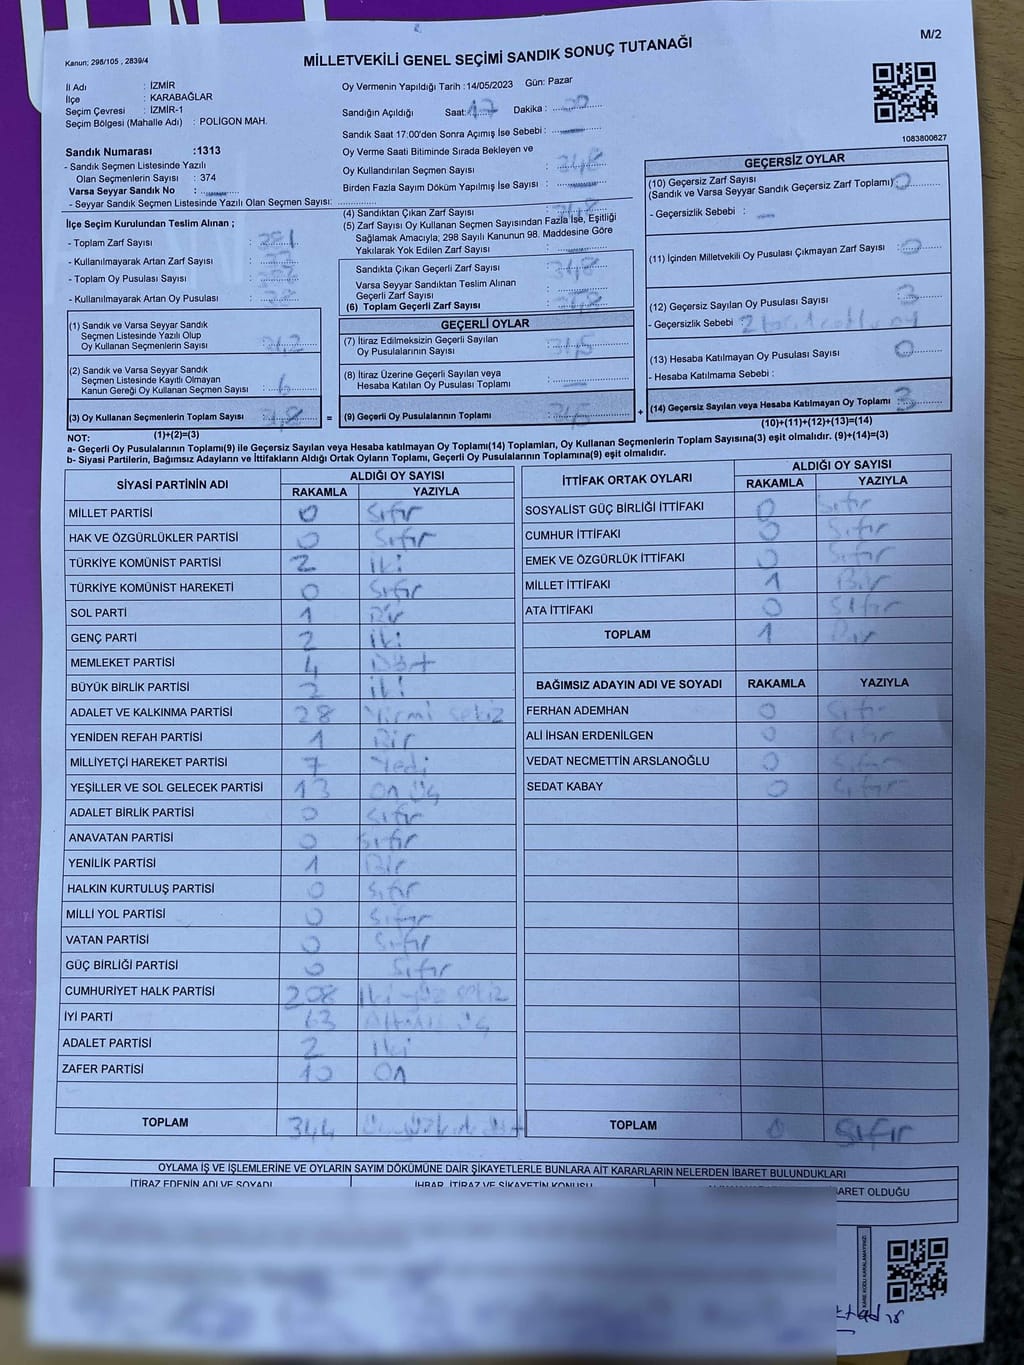 M/2
Kanun; 298/105 , 2839/4
MİLLETVEKİLİ GENEL SEÇİMİ SANDIK SONUÇ TUTANAĞI
İl Adı : İZMİR
İlçe : KARABAĞLAR
Seçim Çevresi : İZMİR-1
Seçim Bölgesi (Mahalle Adı) : POLİGON MAH.
Sandık Numarası :1313
- Sandık Seçmen Listesinde Yazılı
Olan Seçmenlerin Sayısı : 374
Varsa Seyyar Sandık No :
- Seyyar Sandık Seçmen Listesinde Yazılı Olan Seçmen Sayısı:
Oy Vermenin Yapıldığı Tarih :14/05/2023 Gün: Pazar
Sandığın Açıldığı Saat: 17 Dakika :
Sandık Saat 17:00'den Sonra Açımış İse Sebebi :
Oy Verme Saati Bitiminde Sırada Bekleyen ve
Oy Kullandırılan Seçmen Sayısı : 348
Birden Fazla Sayım Döküm Yapılmış İse Sayısı :
(4) Sandıktan Çıkan Zarf Sayısı : 348
(5) Zarf Sayısı Oy Kullanan Seçmen Sayısından Fazla İse, Eşitliği
Sağlamak Amacıyla; 298 Sayılı Kanunun 98. Maddesine Göre
Yakılarak Yok Edilen Zarf Sayısı :
1083800627
İlçe Seçim Kurulundan Teslim Alınan ;
- Toplam Zarf Sayısı :
- Kullanılmayarak Artan Zarf Sayısı :
- Toplam Oy Pusulası Sayısı :
- Kullanılmayarak Artan Oy Pusulası :
Sandıkta Çıkan Geçerli Zarf Sayısı : 348
Varsa Seyyar Sandıktan Teslim Alınan
Geçerli Zarf Sayısı :
(6) Toplam Geçerli Zarf Sayısı : 348
GEÇERSİZ OYLAR
(10) Geçersiz Zarf Sayısı : 0
(Sandık ve Varsa Seyyar Sandık Geçersiz Zarf Toplamı)
- Geçersizlik Sebebi : —
(11) İçinden Milletvekili Oy Pusulası Çıkmayan Zarf Sayısı : 0
(12) Geçersiz Sayılan Oy Pusulası Sayısı : 3
- Geçersizlik Sebebi :
(13) Hesaba Katılmayan Oy Pusulası Sayısı : 0
- Hesaba Katılmama Sebebi :
(14) Geçersiz Sayılan veya Hesaba Katılmayan Oy Toplamı : 3
(10)+(11)+(12)+(13)=(14)
(1) Sandık ve Varsa Seyyar Sandık
Seçmen Listesinde Yazılı Olup
Oy Kullanan Seçmenlerin Sayısı : 342
(2) Sandık ve Varsa Seyyar Sandık
Seçmen Listesinde Kayıtlı Olmayan
Kanun Gereği Oy Kullanan Seçmen Sayısı : 6
(3) Oy Kullanan Seçmenlerin Toplam Sayısı : 348 =
(1)+(2)=(3)
GEÇERLİ OYLAR
(7) İtiraz Edilmeksizin Geçerli Sayılan
Oy Pusulalarının Sayısı : 345
(8) İtiraz Üzerine Geçerli Sayılan veya
Hesaba Katılan Oy Pusulası Toplamı : —
(9) Geçerli Oy Pusulalarının Toplamı : 345 +
NOT:
a- Geçerli Oy Pusulalarının Toplamı(9) ile Geçersiz Sayılan veya Hesaba katılmayan Oy Toplamı(14) Toplamları, Oy Kullanan Seçmenlerin Toplam Sayısına(3) eşit olmalıdır. (9)+(14)=(3)
b- Siyasi Partilerin, Bağımsız Adayların ve İttifakların Aldığı Ortak Oyların Toplamı, Geçerli Oy Pusulalarının Toplamına(9) eşit olmalıdır.
SİYASİ PARTİNİN ADI ALDIĞI OY SAYISI
RAKAMLA YAZIYLA
MİLLET PARTİSİ 0 Sıfır
HAK VE ÖZGÜRLÜKLER PARTİSİ 0 Sıfır
TÜRKİYE KOMÜNİST PARTİSİ 2 İki
TÜRKİYE KOMÜNİST HAREKETİ 0 Sıfır
SOL PARTİ 1 Bir
GENÇ PARTİ 2 İki
MEMLEKET PARTİSİ 4 Dört
BÜYÜK BİRLİK PARTİSİ 2 İki
ADALET VE KALKINMA PARTİSİ 28 Yirmi sekiz
YENİDEN REFAH PARTİSİ 1 Bir
MİLLİYETÇİ HAREKET PARTİSİ 7 Yedi
YEŞİLLER VE SOL GELECEK PARTİSİ 13 On üç
ADALET BİRLİK PARTİSİ 0 Sıfır
ANAVATAN PARTİSİ 0 Sıfır
YENİLİK PARTİSİ 1 Bir
HALKIN KURTULUŞ PARTİSİ 0 Sıfır
MİLLİ YOL PARTİSİ 0 Sıfır
VATAN PARTİSİ 0 Sıfır
GÜÇ BİRLİĞİ PARTİSİ 0 Sıfır
CUMHURİYET HALK PARTİSİ 208 İki yüz sekiz
İYİ PARTİ 63 Altmış üç
ADALET PARTİSİ 2 İki
ZAFER PARTİSİ 10 On
TOPLAM 344 Üçyüzkırkdört
İTTİFAK ORTAK OYLARI ALDIĞI OY SAYISI
RAKAMLA YAZIYLA
SOSYALİST GÜÇ BİRLİĞİ İTTİFAKI 0 Sıfır
CUMHUR İTTİFAKI 0 Sıfır
EMEK VE ÖZGÜRLÜK İTTİFAKI 0 Sıfır
MİLLET İTTİFAKI 1 Bir
ATA İTTİFAKI 0 Sıfır
TOPLAM 1 Bir
BAĞIMSIZ ADAYIN ADI VE SOYADI RAKAMLA YAZIYLA
FERHAN ADEMHAN 0 Sıfır
ALİ İHSAN ERDENİLGEN 0 Sıfır
VEDAT NECMETTİN ARSLANOĞLU 0 Sıfır
SEDAT KABAY 0 Sıfır
TOPLAM 0 Sıfır
OYLAMA İŞ VE İŞLEMLERİNE VE OYLARIN SAYIM DÖKÜMÜNE DAİR ŞİKAYETLERLE BUNLARA AİT KARARLARIN NELERDEN İBARET BULUNDUKLARI
İTİRAZ EDENİN ADI VE SOYADI İHBAR, İTİRAZ VE ŞİKAYETİN KONUSU
OLDUĞU
KARE KODU KARALAMAYINIZ!